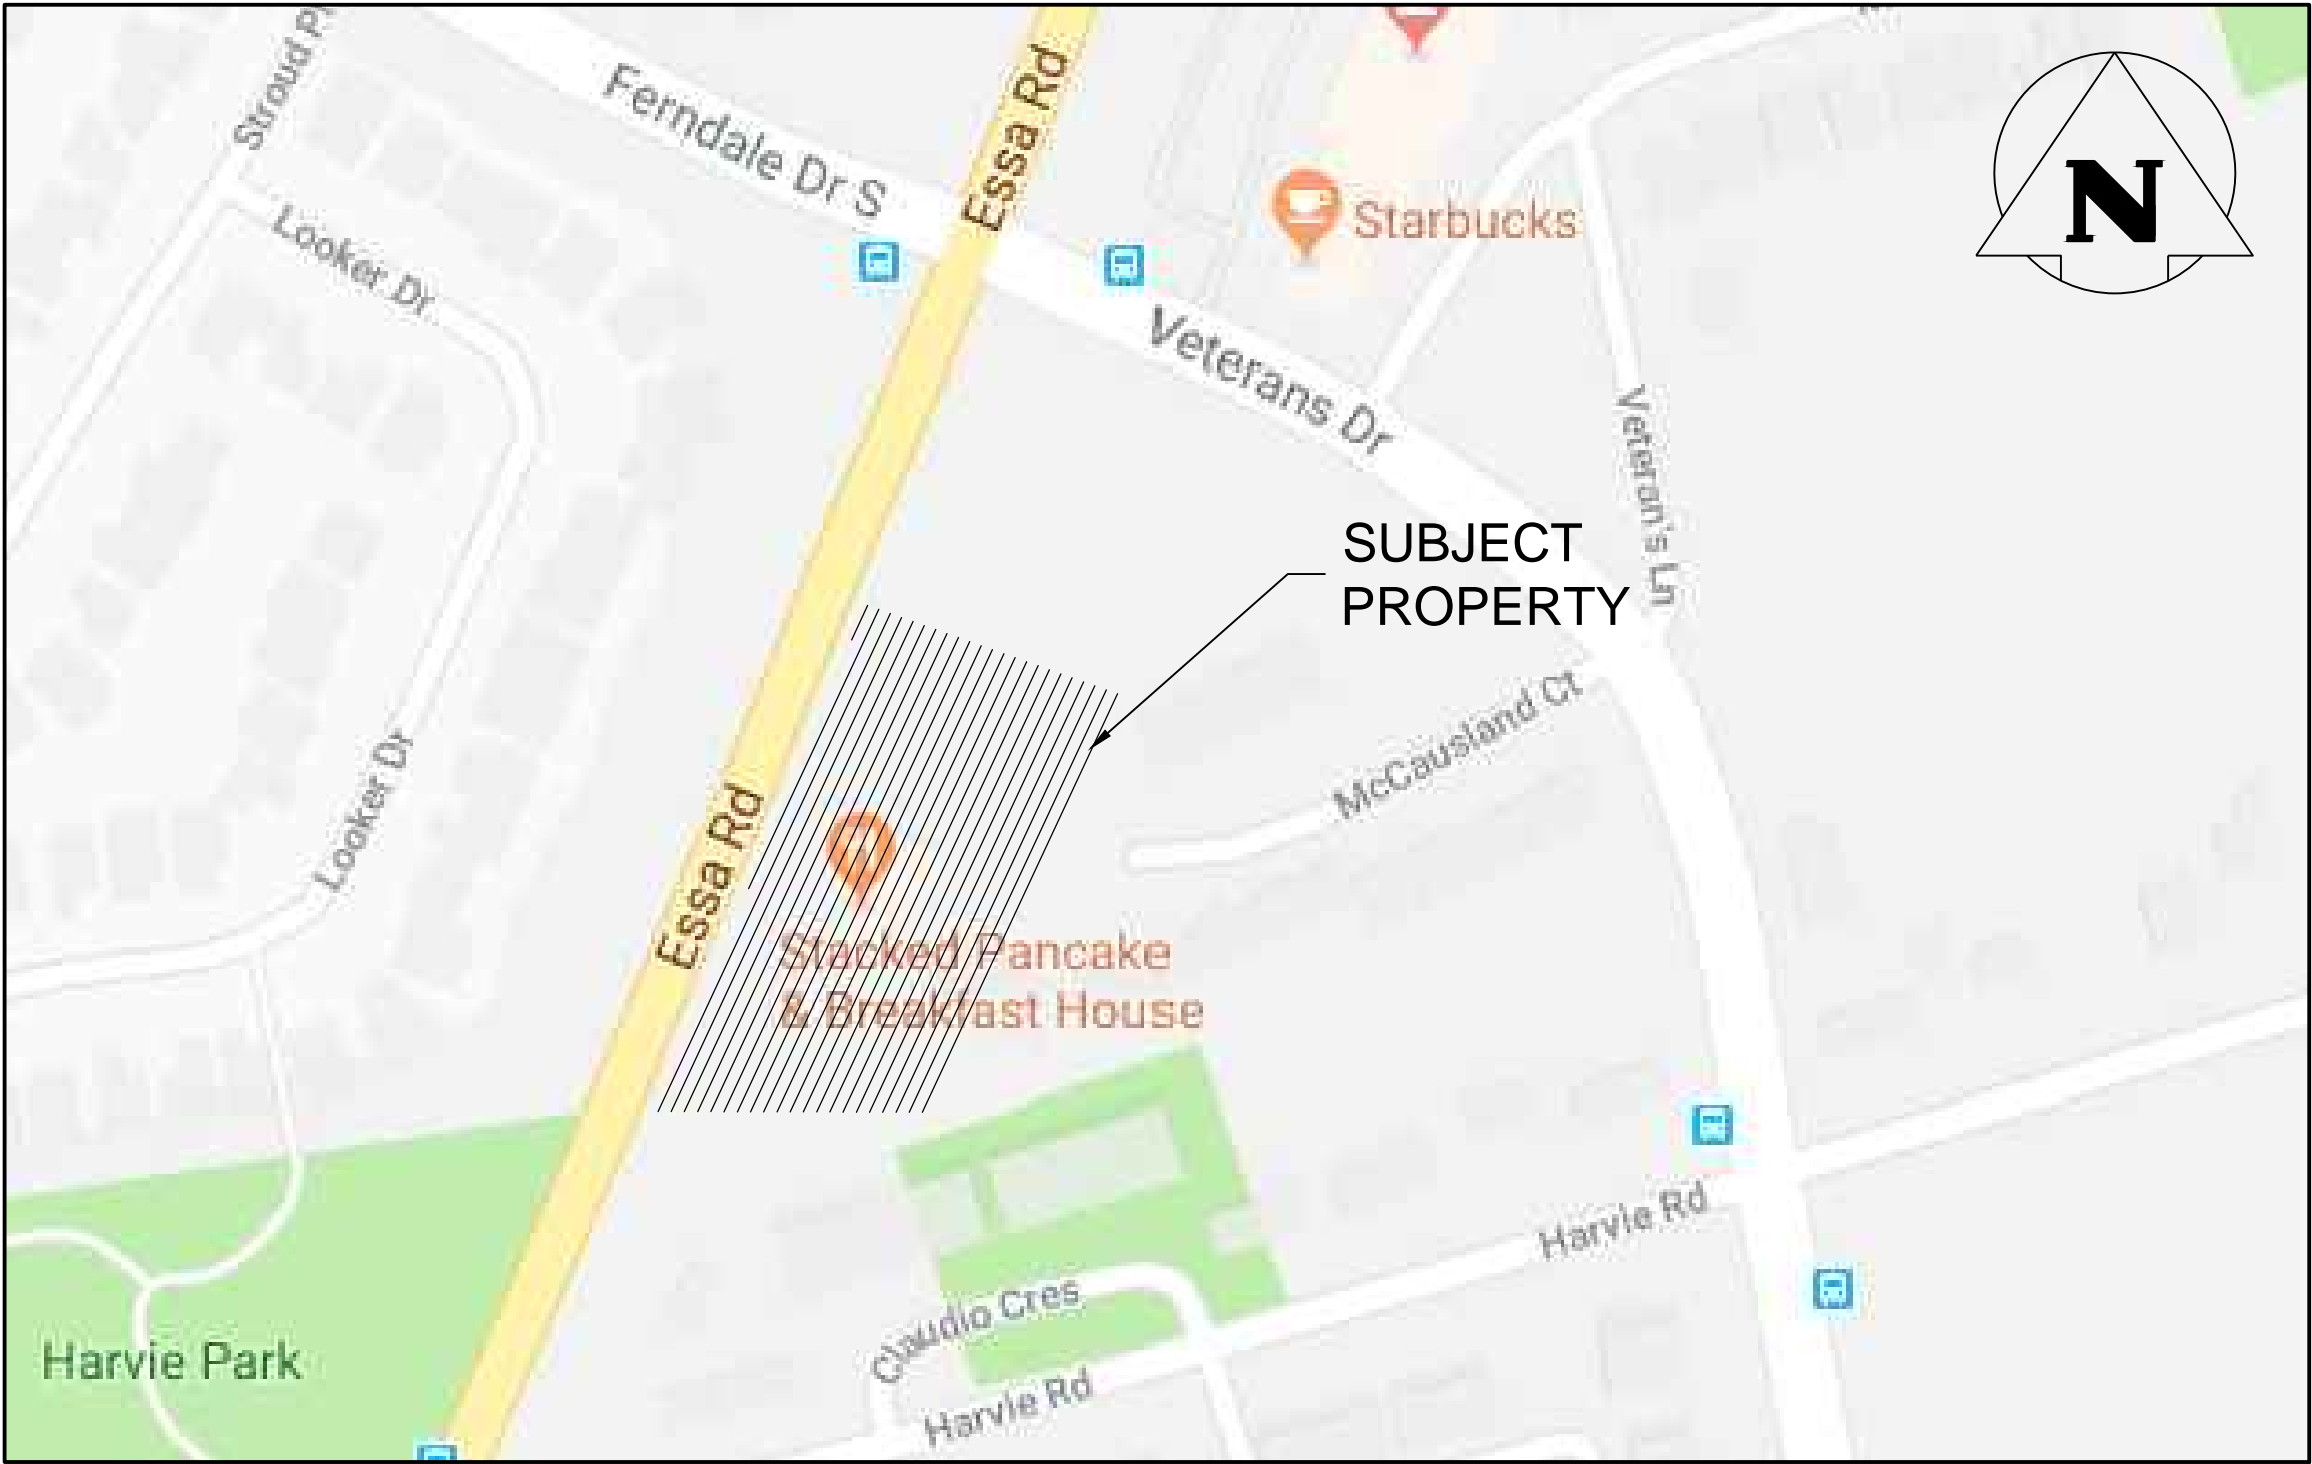 Stroud Pl
Ferndale Dr S
Essa Rd
Starbucks
N
Looker Dr
Veterans Dr
Veteran's Ln
SUBJECT
PROPERTY
McCausland Ct
Looker Dr
Essa Rd
Stacked Pancake
& Breakfast House
Harvie Rd
Claudio Cres
Harvie Park
Harvie Rd